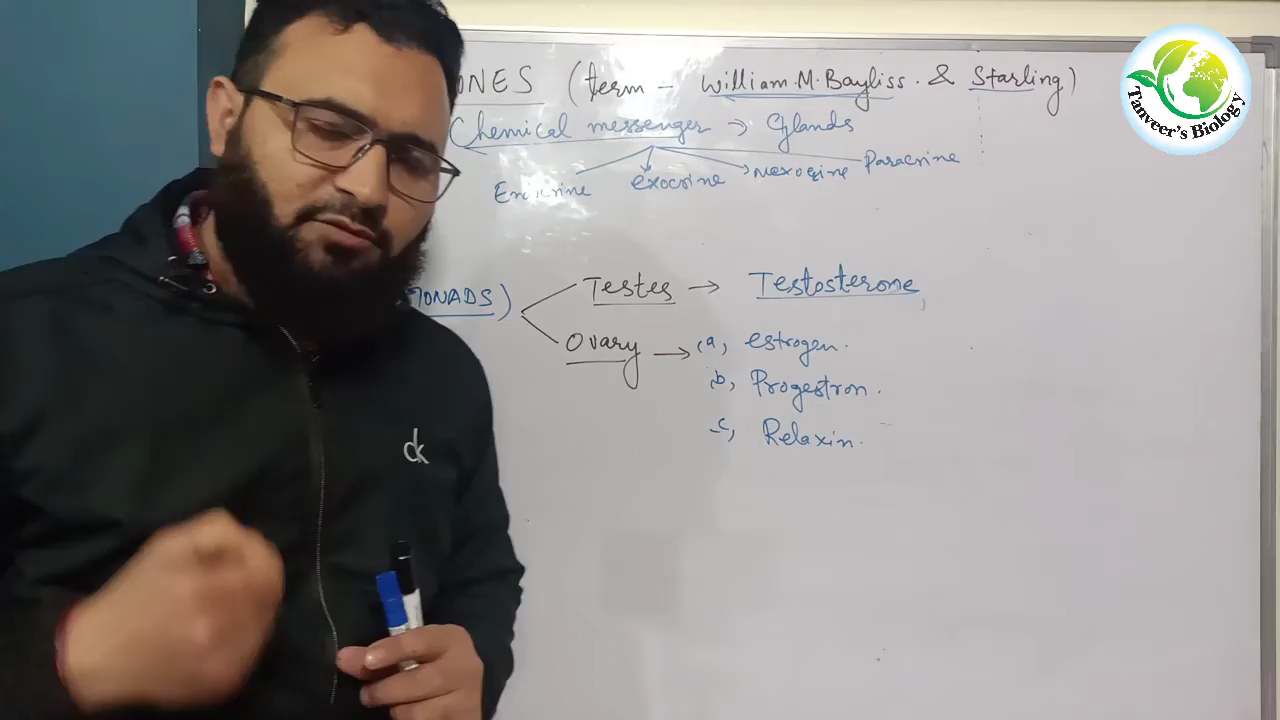 ONES (term - William.M.Bayliss. & Starling)
Chemical messenger → Glands
Endocrine exocrine Paracrine
GONADS) Testes → Testosterone,
Ovary → (a, estrogen.
b, Progestron.
c, Relaxin.
ck
Tanveer's Biology